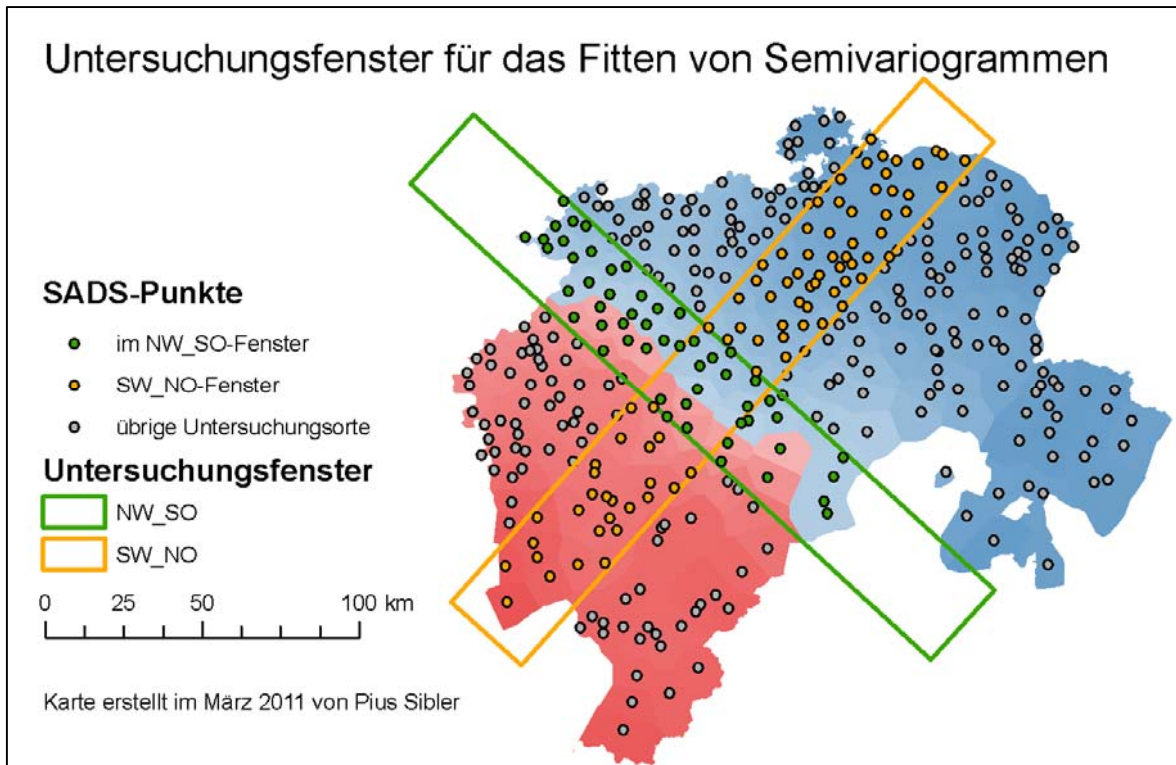 Untersuchungsfenster für das Fitten von Semivariogrammen
SADS-Punkte
im NW_SO-Fenster
SW_NO-Fenster
übrige Untersuchungsorte
Untersuchungsfenster
NW_SO
SW_NO
0 25 50 100 km
Karte erstellt im März 2011 von Pius Sibler